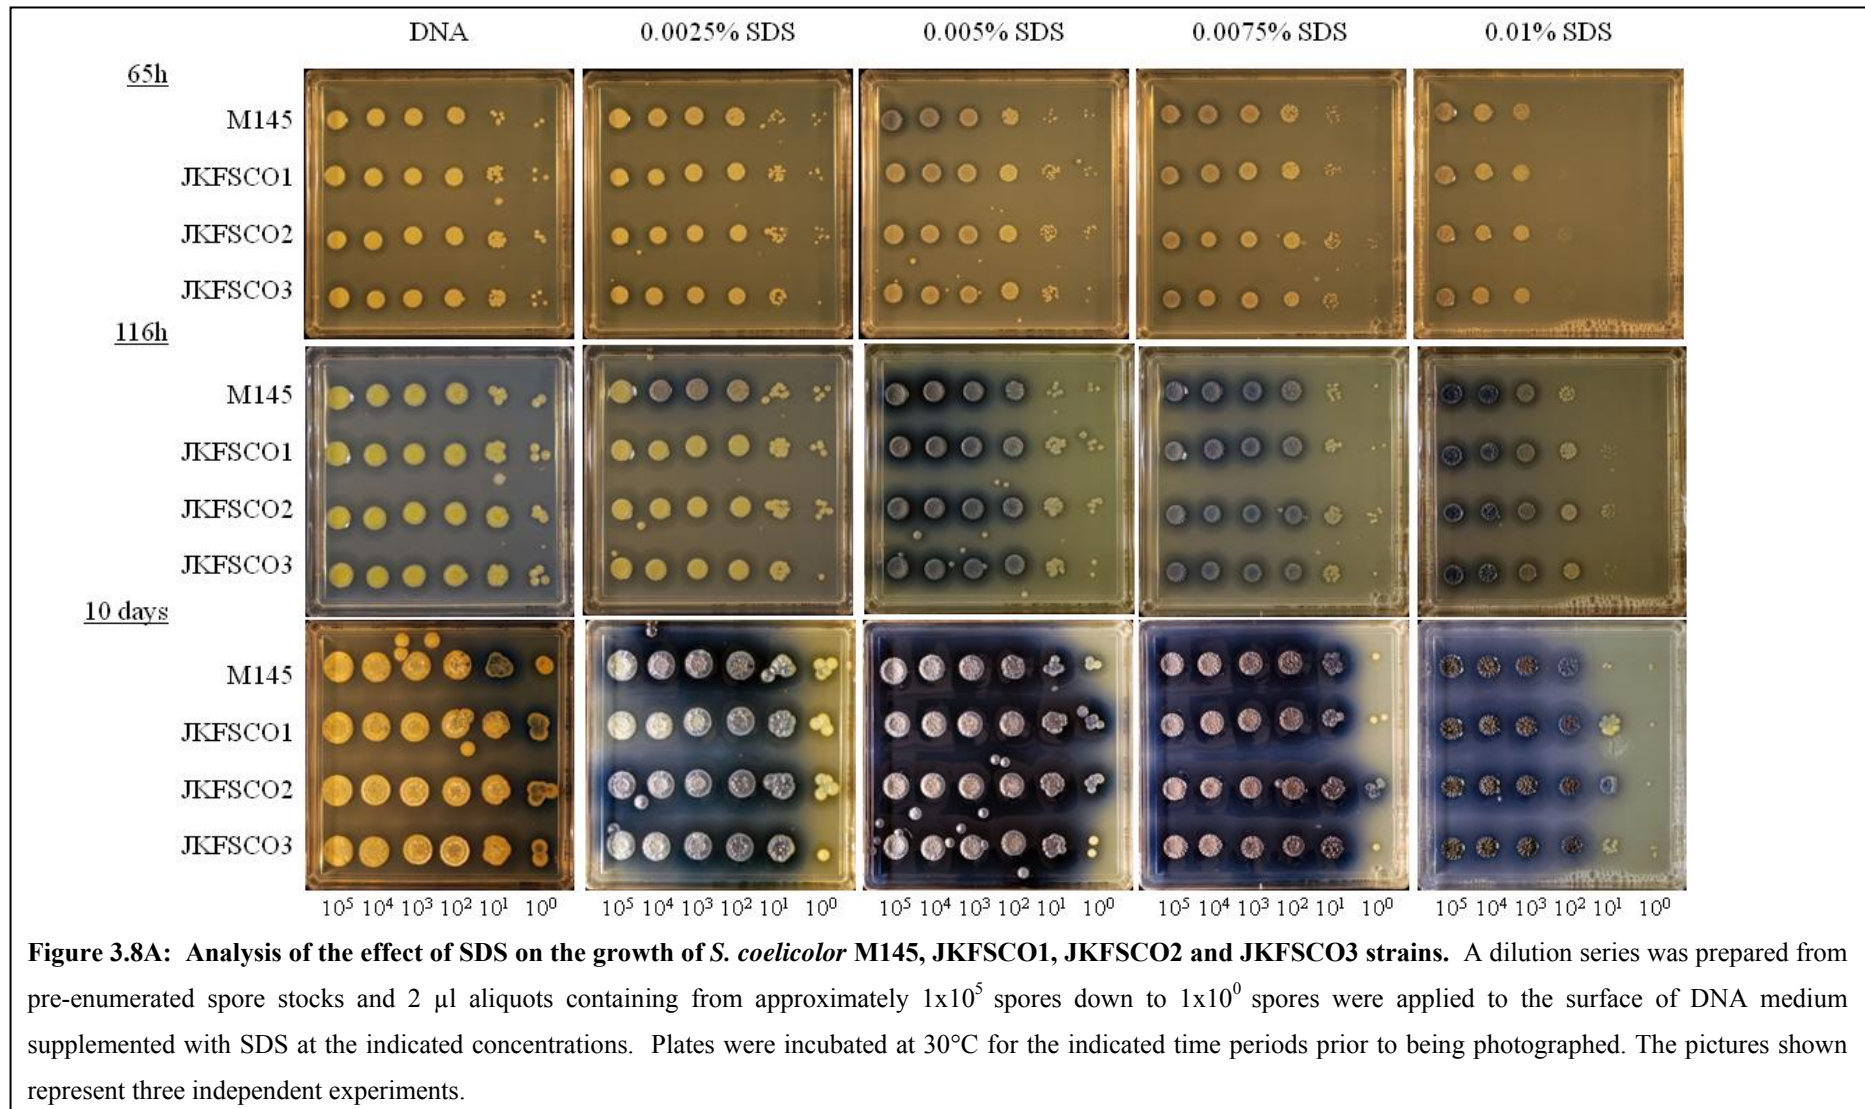 DNA 0.0025% SDS 0.005% SDS 0.0075% SDS 0.01% SDS
65h
M145
JKFSCO1
JKFSCO2
JKFSCO3
116h
M145
JKFSCO1
JKFSCO2
JKFSCO3
10 days
M145
JKFSCO1
JKFSCO2
JKFSCO3
10⁵ 10⁴ 10³ 10² 10¹ 10⁰ 10⁵ 10⁴ 10³ 10² 10¹ 10⁰ 10⁵ 10⁴ 10³ 10² 10¹ 10⁰ 10⁵ 10⁴ 10³ 10² 10¹ 10⁰ 10⁵ 10⁴ 10³ 10² 10¹ 10⁰
Figure 3.8A: Analysis of the effect of SDS on the growth of S. coelicolor M145, JKFSCO1, JKFSCO2 and JKFSCO3 strains. A dilution series was prepared from
pre-enumerated spore stocks and 2 µl aliquots containing from approximately 1x10⁵ spores down to 1x10⁰ spores were applied to the surface of DNA medium
supplemented with SDS at the indicated concentrations. Plates were incubated at 30°C for the indicated time periods prior to being photographed. The pictures shown
represent three independent experiments.